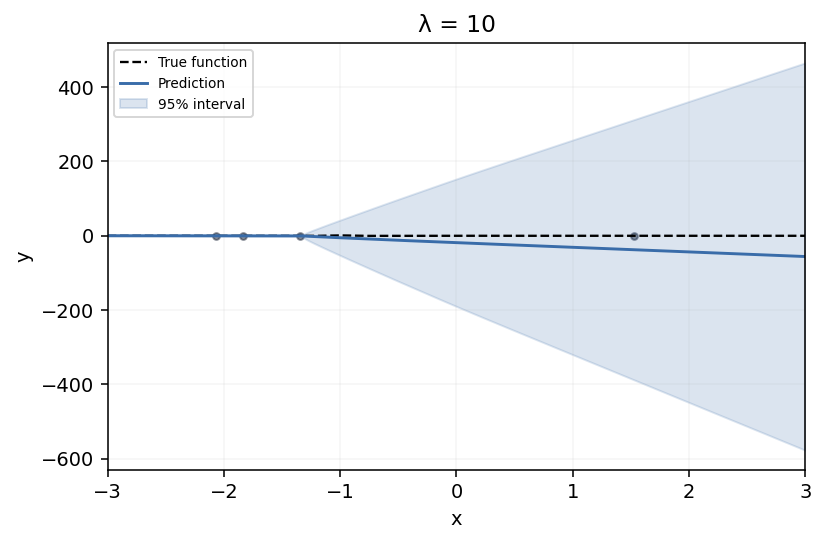 λ = 10
True function
Prediction
95% interval
400
200
0
−200
−400
−600
y
−3 −2 −1 0 1 2 3
x